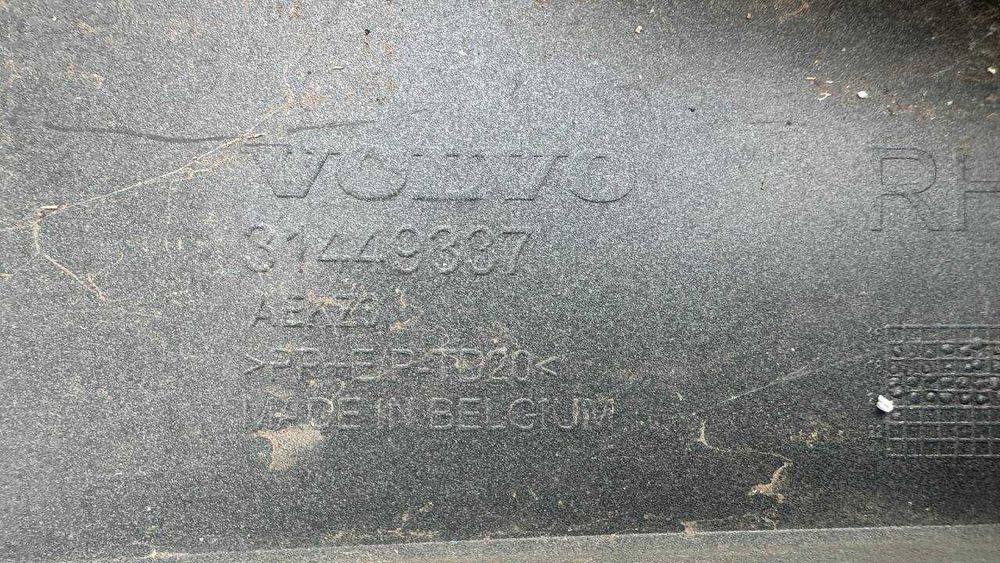 VOLVO
RH
31449337
>PP+E/P-TD20<
MADE IN BELGIUM